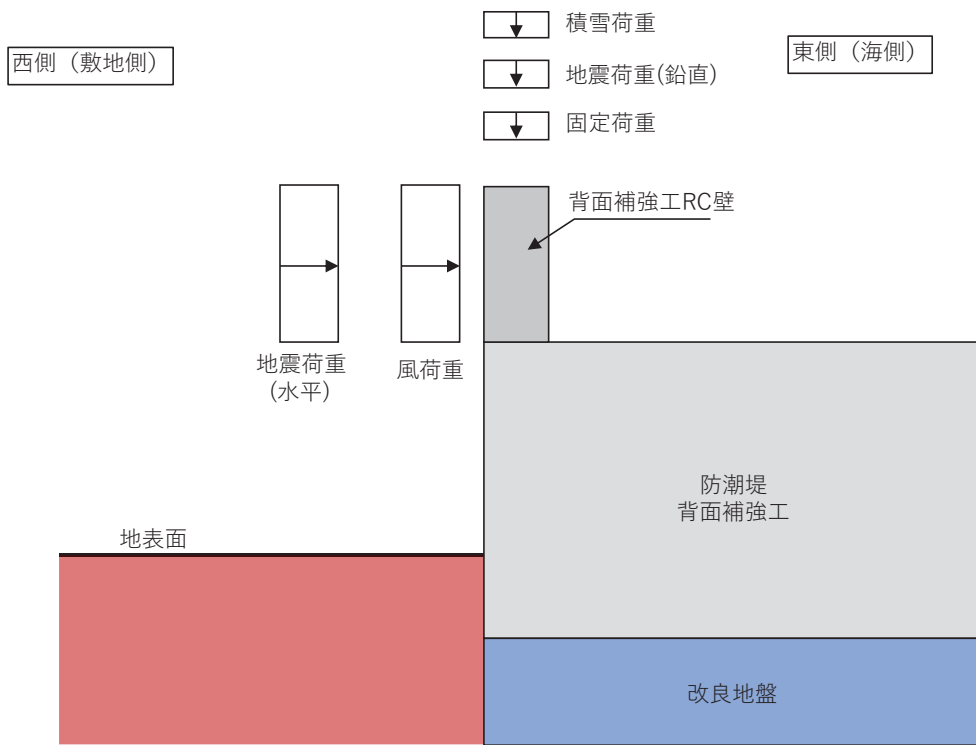 積雪荷重
西側（敷地側）
東側（海側）
地震荷重(鉛直)
固定荷重
背面補強工RC壁
地震荷重
(水平)
風荷重
防潮堤
背面補強工
地表面
改良地盤